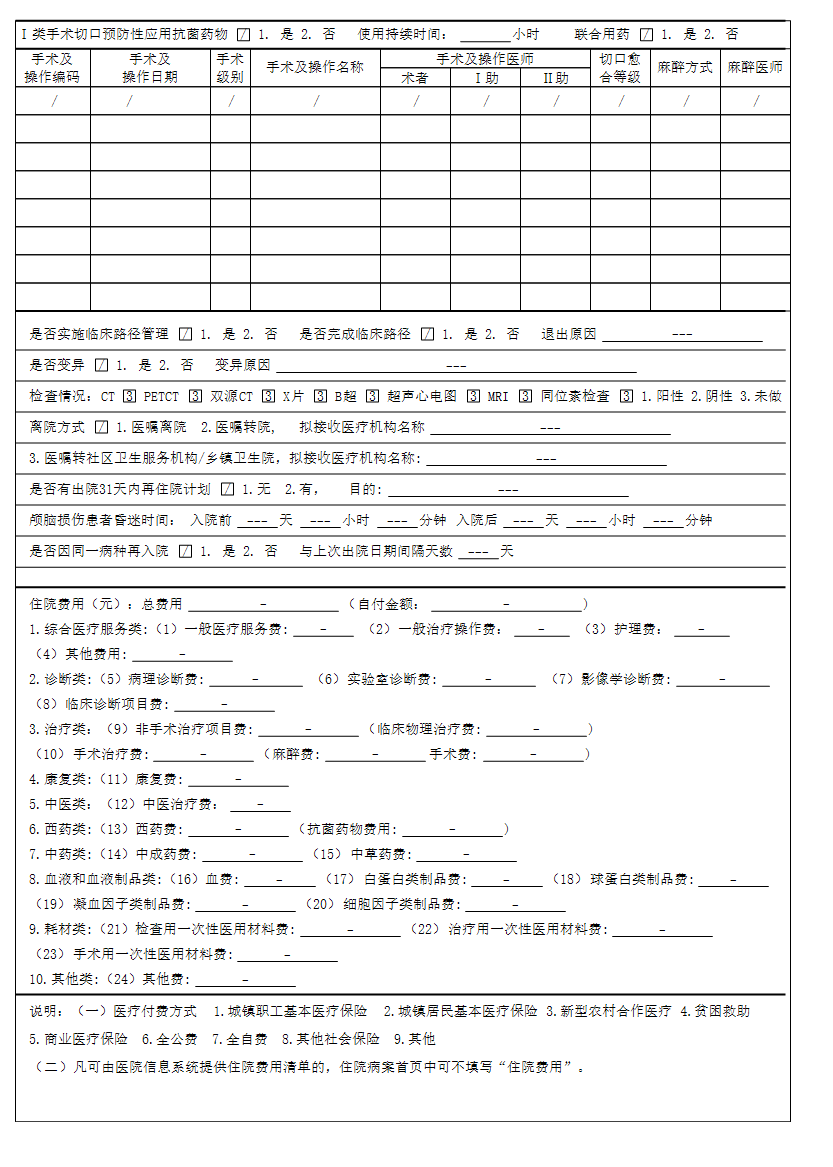 I类手术切口预防性应用抗菌药物 / 1. 是 2. 否 使用持续时间： ______小时 联合用药 / 1. 是 2. 否
手术及操作编码 手术及操作日期 手术级别 手术及操作名称 手术及操作医师 切口愈合等级 麻醉方式 麻醉医师
术者 I助 II助
/ / / / / / / / / /
是否实施临床路径管理 / 1. 是 2. 否 是否完成临床路径 / 1. 是 2. 否 退出原因 ---
是否变异 / 1. 是 2. 否 变异原因 ---
检查情况：CT 3 PETCT 3 双源CT 3 X片 3 B超 3 超声心电图 3 MRI 3 同位素检查 3 1.阳性 2.阴性 3.未做
离院方式 / 1.医嘱离院 2.医嘱转院, 拟接收医疗机构名称 ---
3.医嘱转社区卫生服务机构/乡镇卫生院，拟接收医疗机构名称: ---
是否有出院31天内再住院计划 / 1.无 2.有， 目的: ---
颅脑损伤患者昏迷时间： 入院前 --- 天 --- 小时 --- 分钟 入院后 --- 天 --- 小时 --- 分钟
是否因同一病种再入院 / 1. 是 2. 否 与上次出院日期间隔天数 --- 天
住院费用（元）：总费用 - （自付金额： - ）
1.综合医疗服务类:（1）一般医疗服务费: - （2）一般治疗操作费： - （3）护理费： -
（4）其他费用: -
2.诊断类:（5）病理诊断费: - （6）实验室诊断费: - （7）影像学诊断费: -
（8）临床诊断项目费: -
3.治疗类：（9）非手术治疗项目费: - （临床物理治疗费: - ）
（10）手术治疗费: - （麻醉费: - 手术费: - ）
4.康复类:（11）康复费: -
5.中医类：（12）中医治疗费： -
6.西药类:（13）西药费: - （抗菌药物费用: - ）
7.中药类:（14）中成药费: - （15）中草药费: -
8.血液和血液制品类:（16）血费: - （17）白蛋白类制品费: - （18）球蛋白类制品费: -
（19）凝血因子类制品费: - （20）细胞因子类制品费: -
9.耗材类:（21）检查用一次性医用材料费: - （22）治疗用一次性医用材料费: -
（23）手术用一次性医用材料费: -
10.其他类:（24）其他费: -
说明：（一）医疗付费方式 1.城镇职工基本医疗保险 2.城镇居民基本医疗保险 3.新型农村合作医疗 4.贫困救助
5.商业医疗保险 6.全公费 7.全自费 8.其他社会保险 9.其他
（二）凡可由医院信息系统提供住院费用清单的，住院病案首页中可不填写“住院费用”。